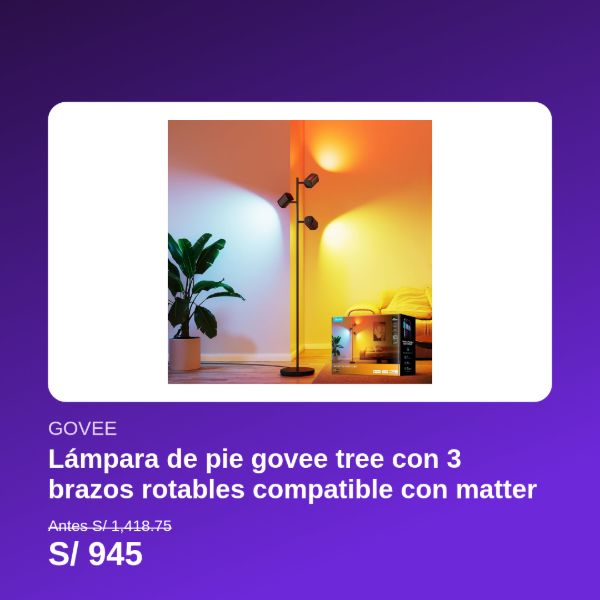 GOVEE
Lámpara de pie govee tree con 3
brazos rotables compatible con matter
Antes S/ 1,418.75
S/ 945